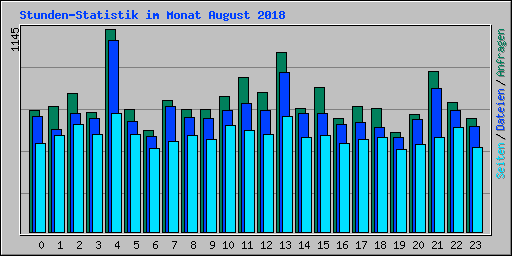 Stunden-Statistik im Monat August 2018
1145
Seiten / Dateien / Anfragen
0 1 2 3 4 5 6 7 8 9 10 11 12 13 14 15 16 17 18 19 20 21 22 23